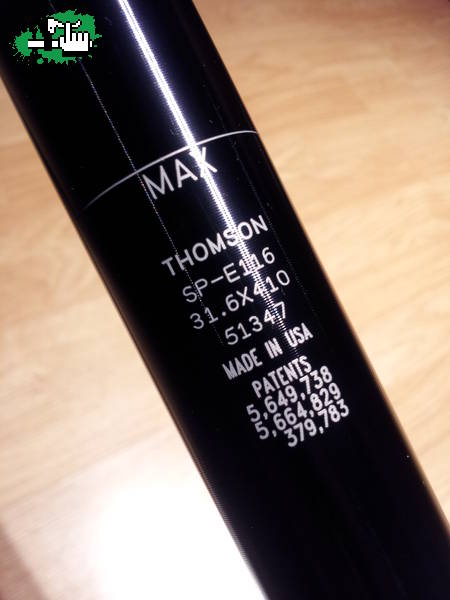 MAX
THOMSON
SP-E116
31.6X410
51347
MADE IN USA
PATENTS
5,649,738
5,664,829
379,783